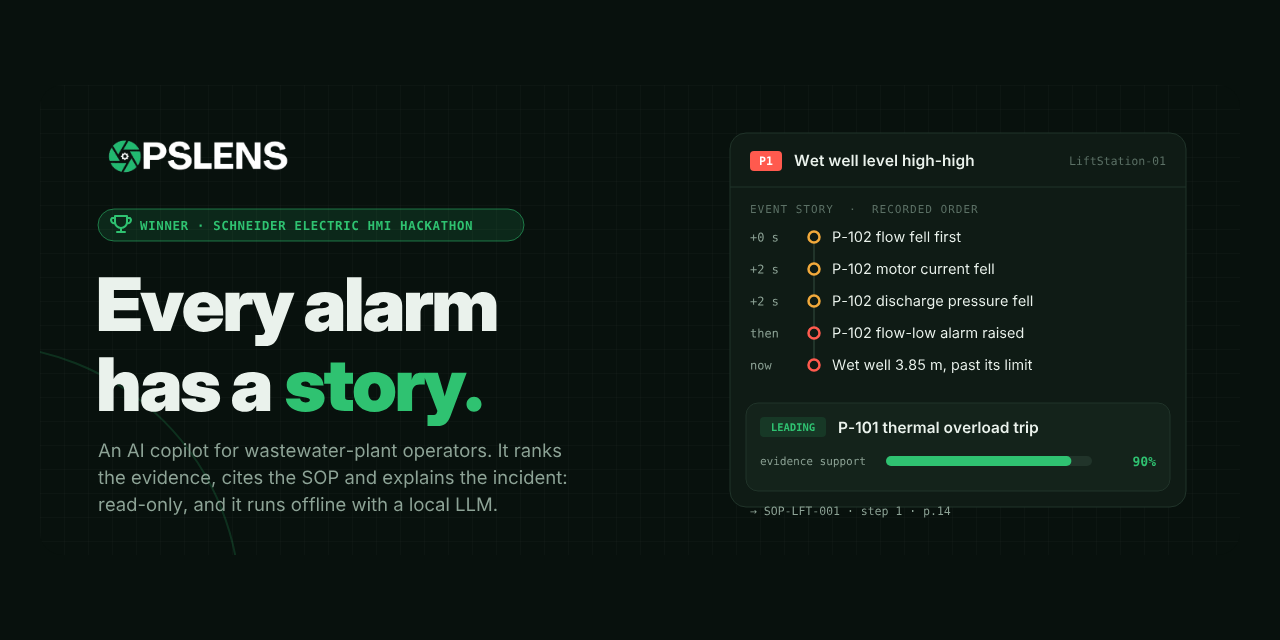 PSLENS
WINNER · SCHNEIDER ELECTRIC HMI HACKATHON
Every alarm
has a story.
An AI copilot for wastewater-plant operators. It ranks
the evidence, cites the SOP and explains the incident:
read-only, and it runs offline with a local LLM.
P1 Wet well level high-high LiftStation-01
EVENT STORY · RECORDED ORDER
+0 s P-102 flow fell first
+2 s P-102 motor current fell
+2 s P-102 discharge pressure fell
then P-102 flow-low alarm raised
now Wet well 3.85 m, past its limit
LEADING P-101 thermal overload trip
evidence support 90%
→ SOP-LFT-001 · step 1 · p.14